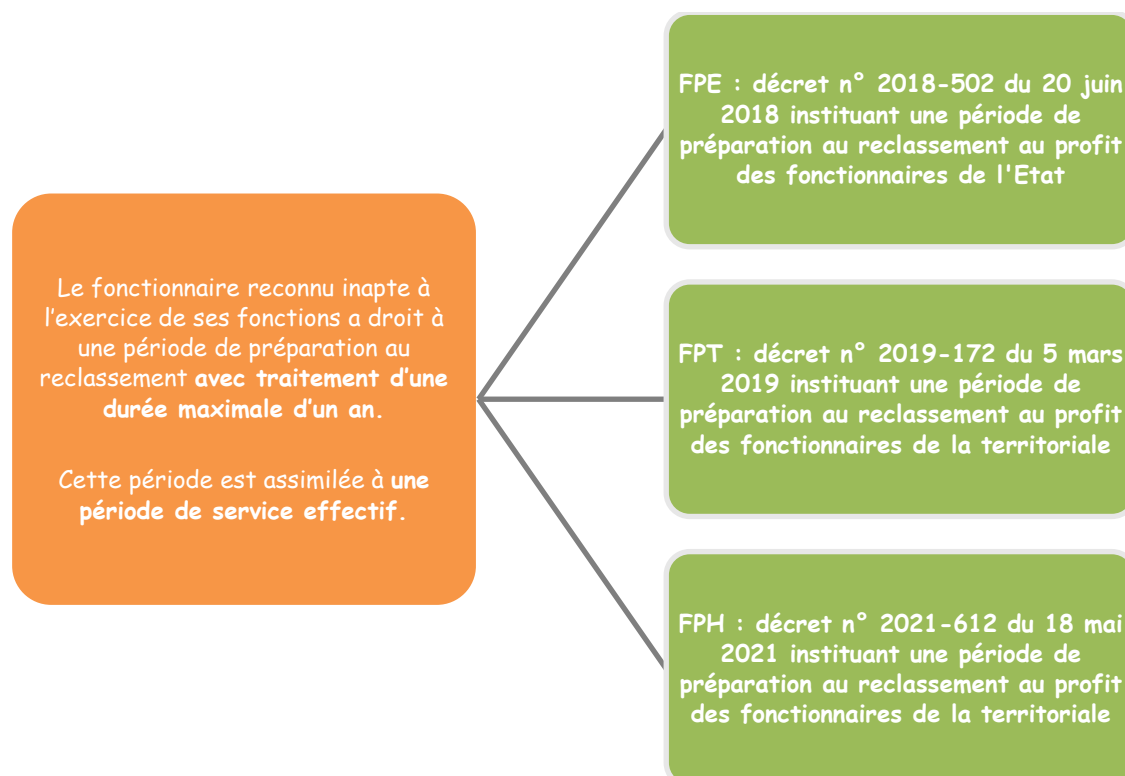 Le fonctionnaire reconnu inapte à
l'exercice de ses fonctions a droit à
une période de préparation au
reclassement avec traitement d'une
durée maximale d'un an.
Cette période est assimilée à une
période de service effectif.
FPE : décret n° 2018-502 du 20 juin
2018 instituant une période de
préparation au reclassement au profit
des fonctionnaires de l'Etat
FPT : décret n° 2019-172 du 5 mars
2019 instituant une période de
préparation au reclassement au profit
des fonctionnaires de la territoriale
FPH : décret n° 2021-612 du 18 mai
2021 instituant une période de
préparation au reclassement au profit
des fonctionnaires de la territoriale